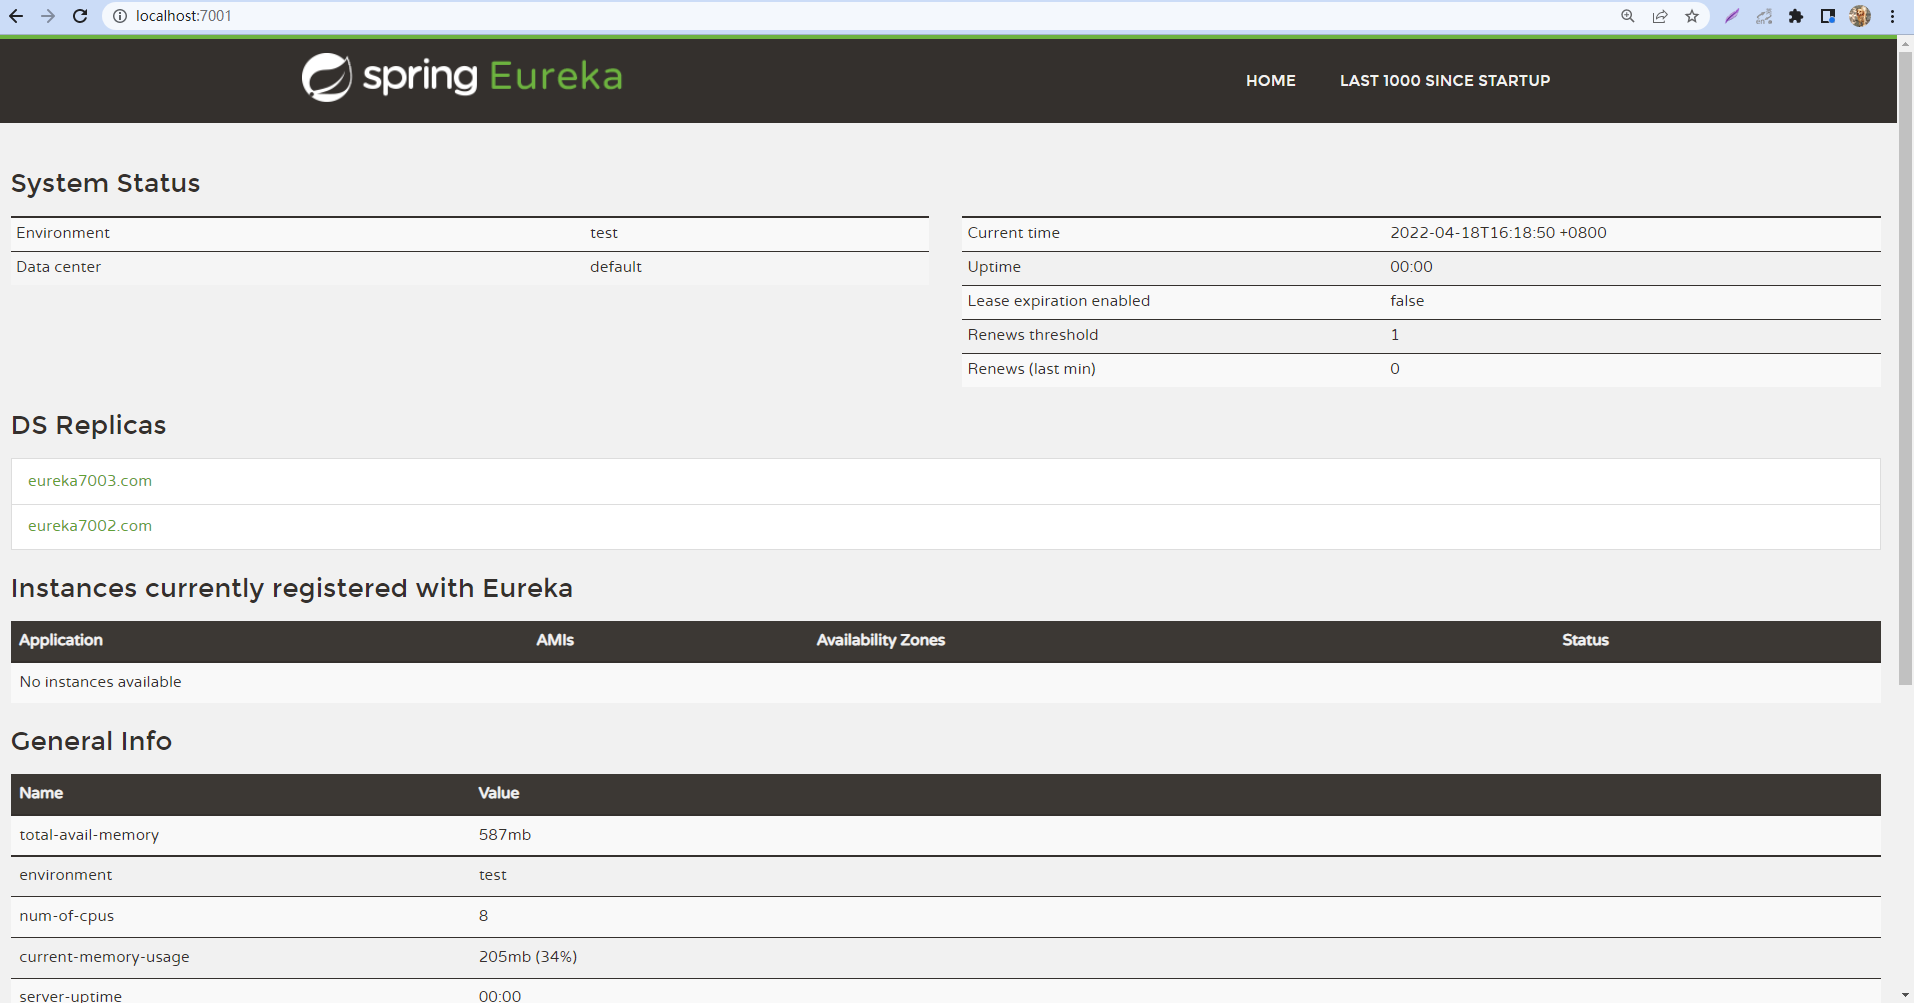 localhost:7001
spring Eureka
HOME LAST 1000 SINCE STARTUP
System Status
Environment test
Data center default
Current time 2022-04-18T16:18:50 +0800
Uptime 00:00
Lease expiration enabled false
Renews threshold 1
Renews (last min) 0
DS Replicas
eureka7003.com
eureka7002.com
Instances currently registered with Eureka
Application AMIs Availability Zones Status
No instances available
General Info
Name Value
total-avail-memory 587mb
environment test
num-of-cpus 8
current-memory-usage 205mb (34%)
server-uptime 00:00